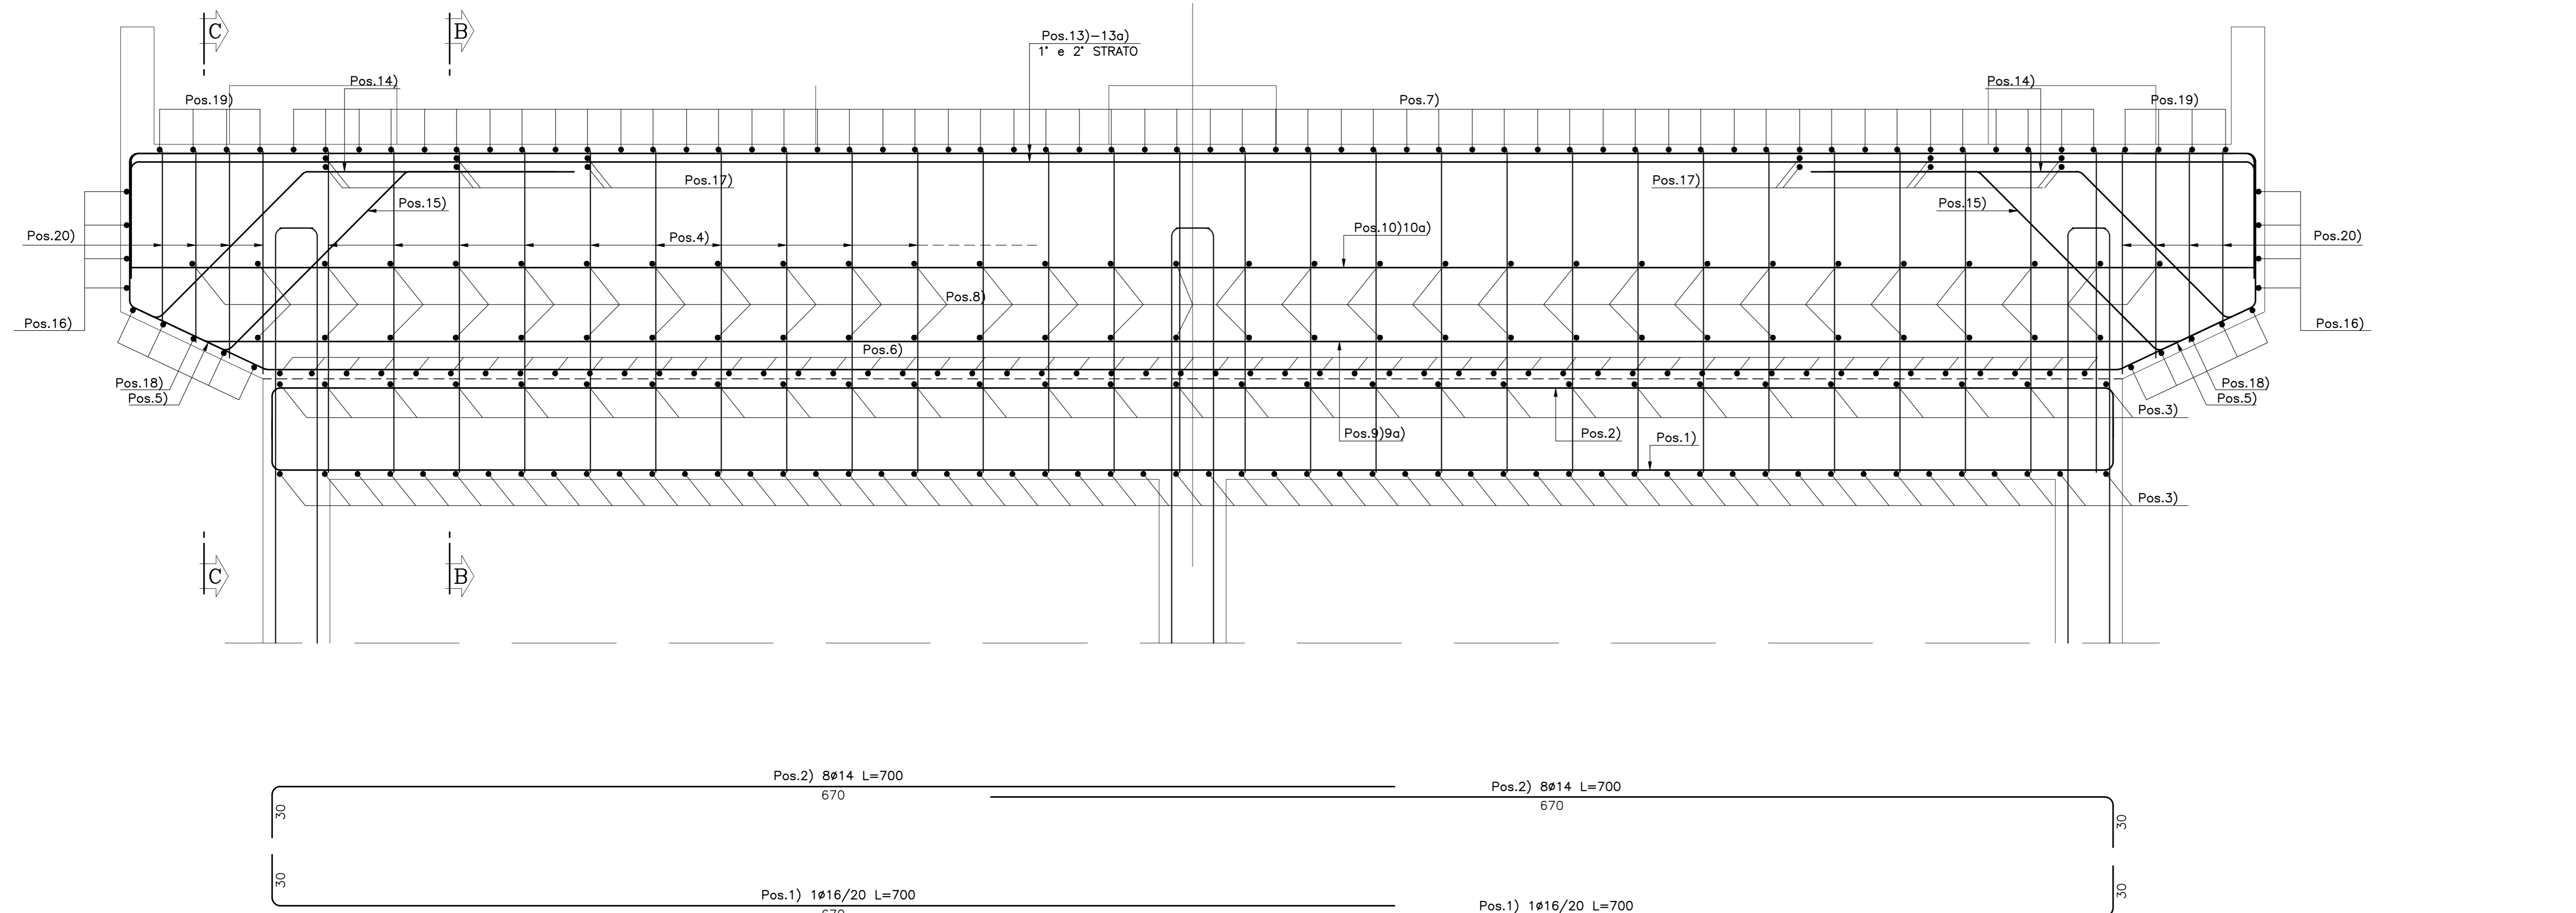 C
B
Pos.13)-13a)
1° e 2° STRATO
Pos.14)
Pos.14)
Pos.19)
Pos.7)
Pos.19)
Pos.17)
Pos.17)
Pos.15)
Pos.15)
Pos.20)
Pos.4)
Pos.10)10a)
Pos.20)
Pos.8)
Pos.16)
Pos.16)
Pos.6)
Pos.18)
Pos.18)
Pos.5)
Pos.5)
Pos.3)
Pos.9)9a)
Pos.2)
Pos.1)
Pos.3)
C
B
Pos.2) 8ø14 L=700
670
Pos.2) 8ø14 L=700
670
30
30
30
30
Pos.1) 1ø16/20 L=700
Pos.1) 1ø16/20 L=700
670